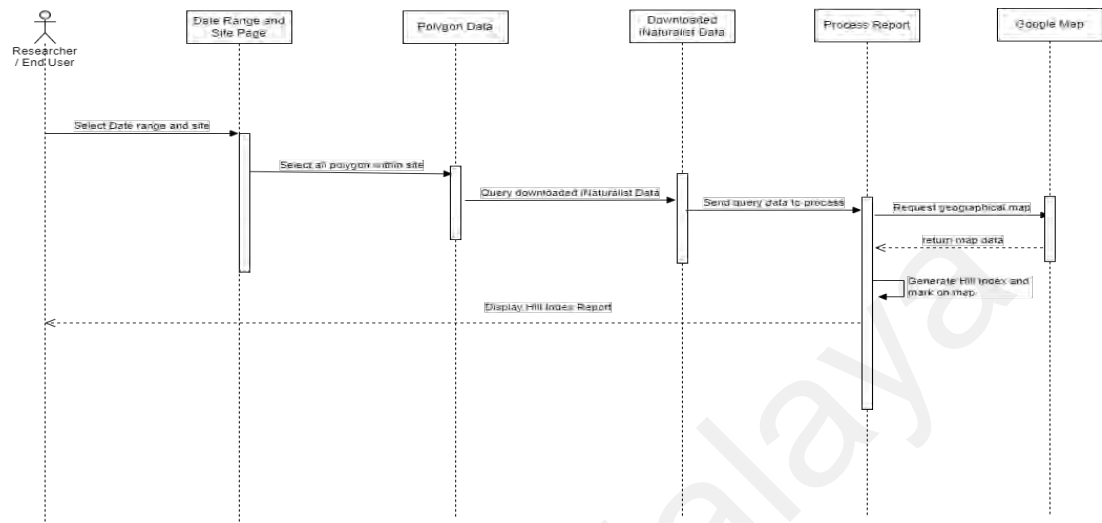 Researcher
/ End User
Date Range and
Site Page
Polygon Data
Downloaded
iNaturalist Data
Process Report
Google Map
Select Date range and site
Select all polygon within site
Query downloaded iNaturalist Data
Send query data to process
Request geographical map
return map data
Generate Hill Index and
mark on map
Display Hill Index Report
alaya